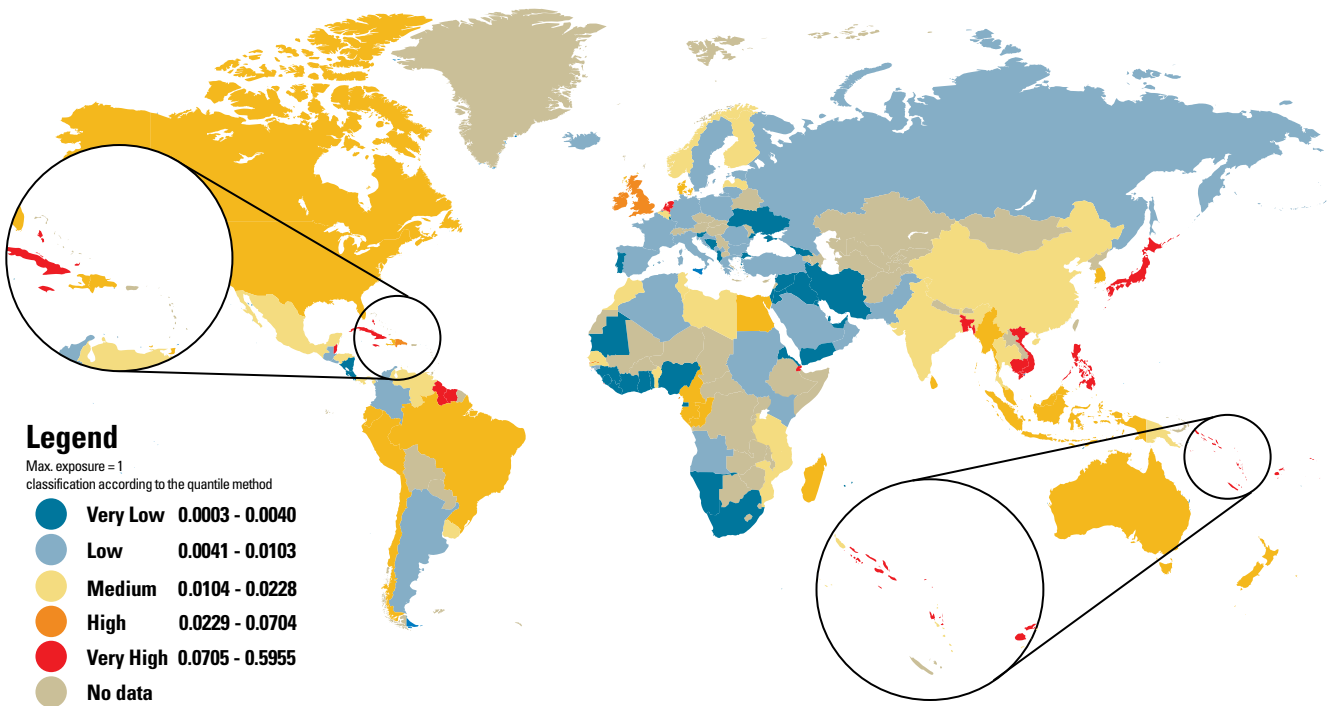 Legend
Max. exposure = 1
classification according to the quantile method
Very Low 0.0003 - 0.0040
Low 0.0041 - 0.0103
Medium 0.0104 - 0.0228
High 0.0229 - 0.0704
Very High 0.0705 - 0.5955
No data